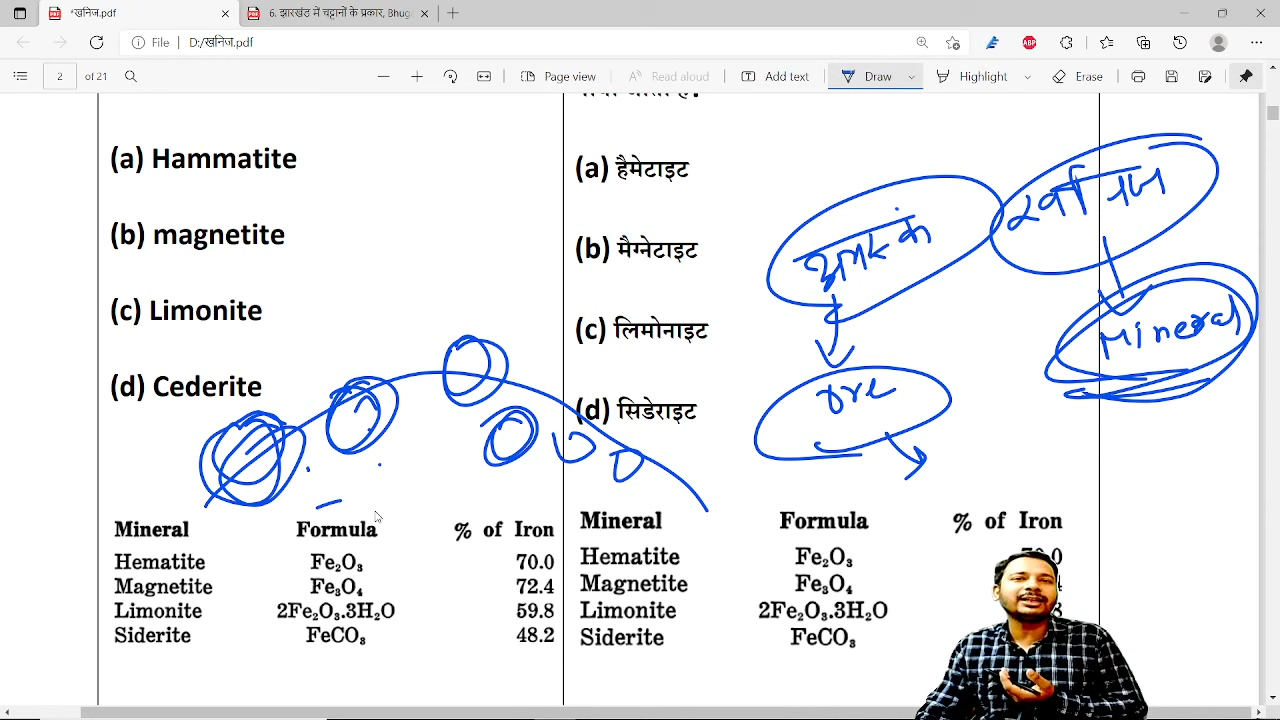 *खनिज.pdf
6. झारखंड में चट्टानों के प्रकार, Bhug
File
D:/खनिज.pdf
ABP
2
of 21
Page view
Read aloud
Add text
Draw
Highlight
Erase
(a) Hammatite
(b) magnetite
(c) Limonite
(d) Cederite
(a) हैमेटाइट
(b) मैग्नेटाइट
(c) लिमोनाइट
(d) सिडेराइट
Mineral
ore
Mineral Formula % of Iron
Hematite Fe₂O₃ 70.0
Magnetite Fe₃O₄ 72.4
Limonite 2Fe₂O₃.3H₂O 59.8
Siderite FeCO₃ 48.2
Mineral Formula % of Iron
Hematite Fe₂O₃
Magnetite Fe₃O₄
Limonite 2Fe₂O₃.3H₂O
Siderite FeCO₃